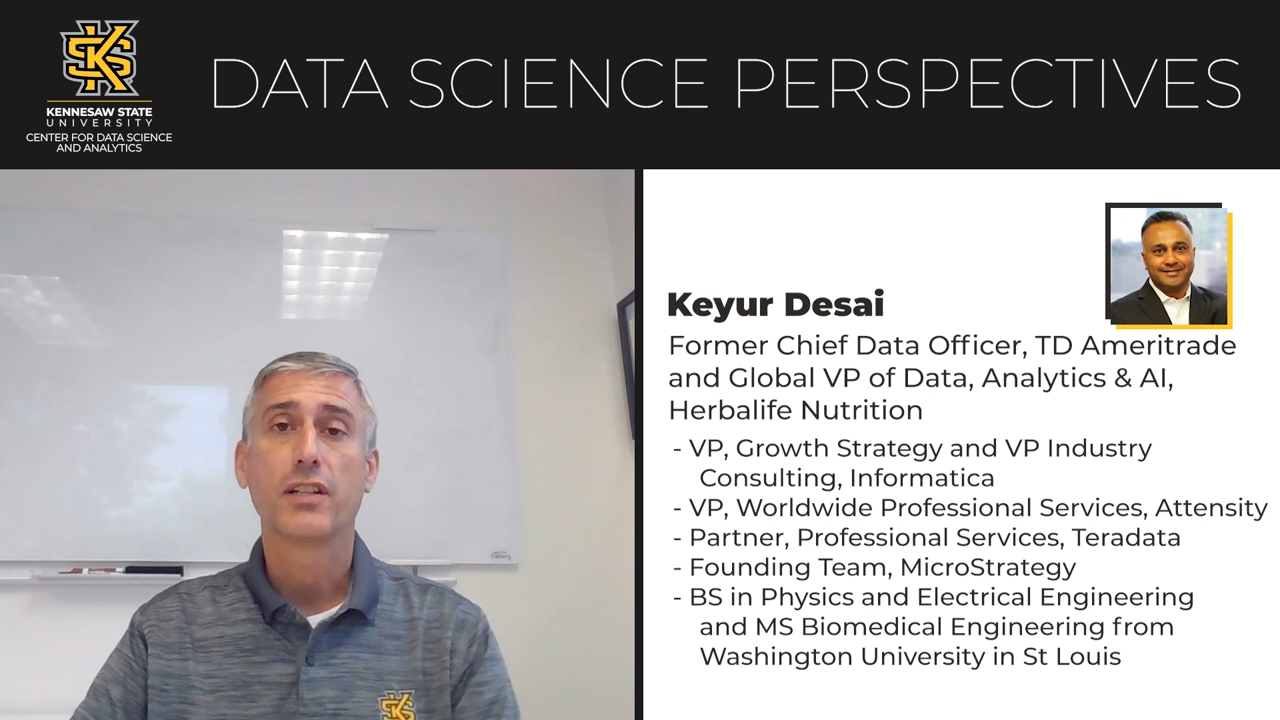 KS
KENNESAW STATE
UNIVERSITY
CENTER FOR DATA SCIENCE
AND ANALYTICS
DATA SCIENCE PERSPECTIVES
Keyur Desai
Former Chief Data Officer, TD Ameritrade
and Global VP of Data, Analytics & AI,
Herbalife Nutrition
- VP, Growth Strategy and VP Industry
Consulting, Informatica
- VP, Worldwide Professional Services, Attensity
- Partner, Professional Services, Teradata
- Founding Team, MicroStrategy
- BS in Physics and Electrical Engineering
and MS Biomedical Engineering from
Washington University in St Louis